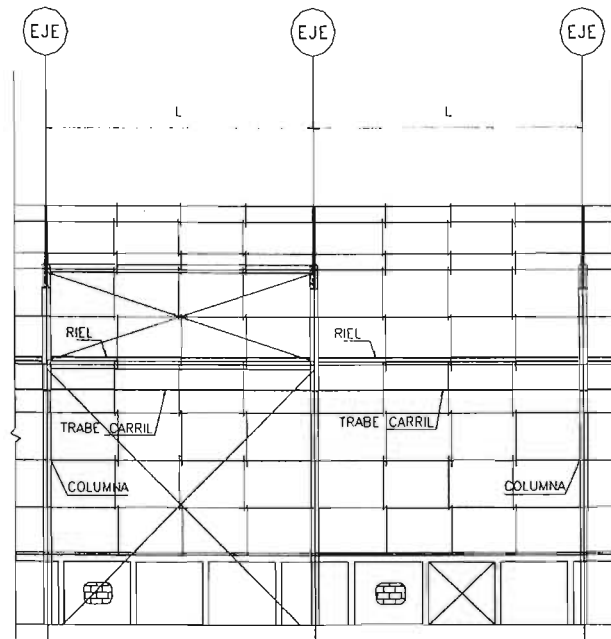 EJE EJE EJE
L L
RIEL RIEL
TRABE CARRIL TRABE CARRIL
COLUMNA COLUMNA